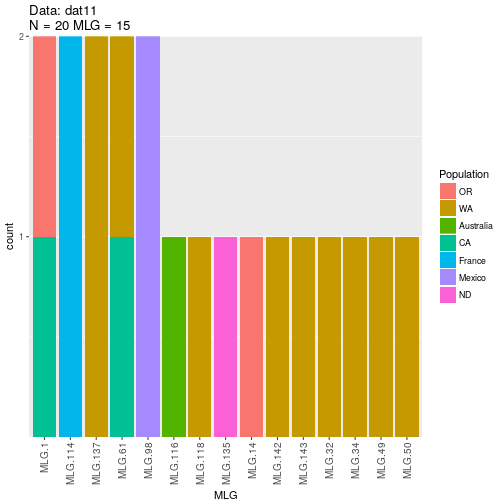 Data: dat11
N = 20 MLG = 15
2
1
count
MLG.1
MLG.114
MLG.137
MLG.61
MLG.98
MLG.116
MLG.118
MLG.135
MLG.14
MLG.142
MLG.143
MLG.32
MLG.34
MLG.49
MLG.50
MLG
Population
OR
WA
Australia
CA
France
Mexico
ND